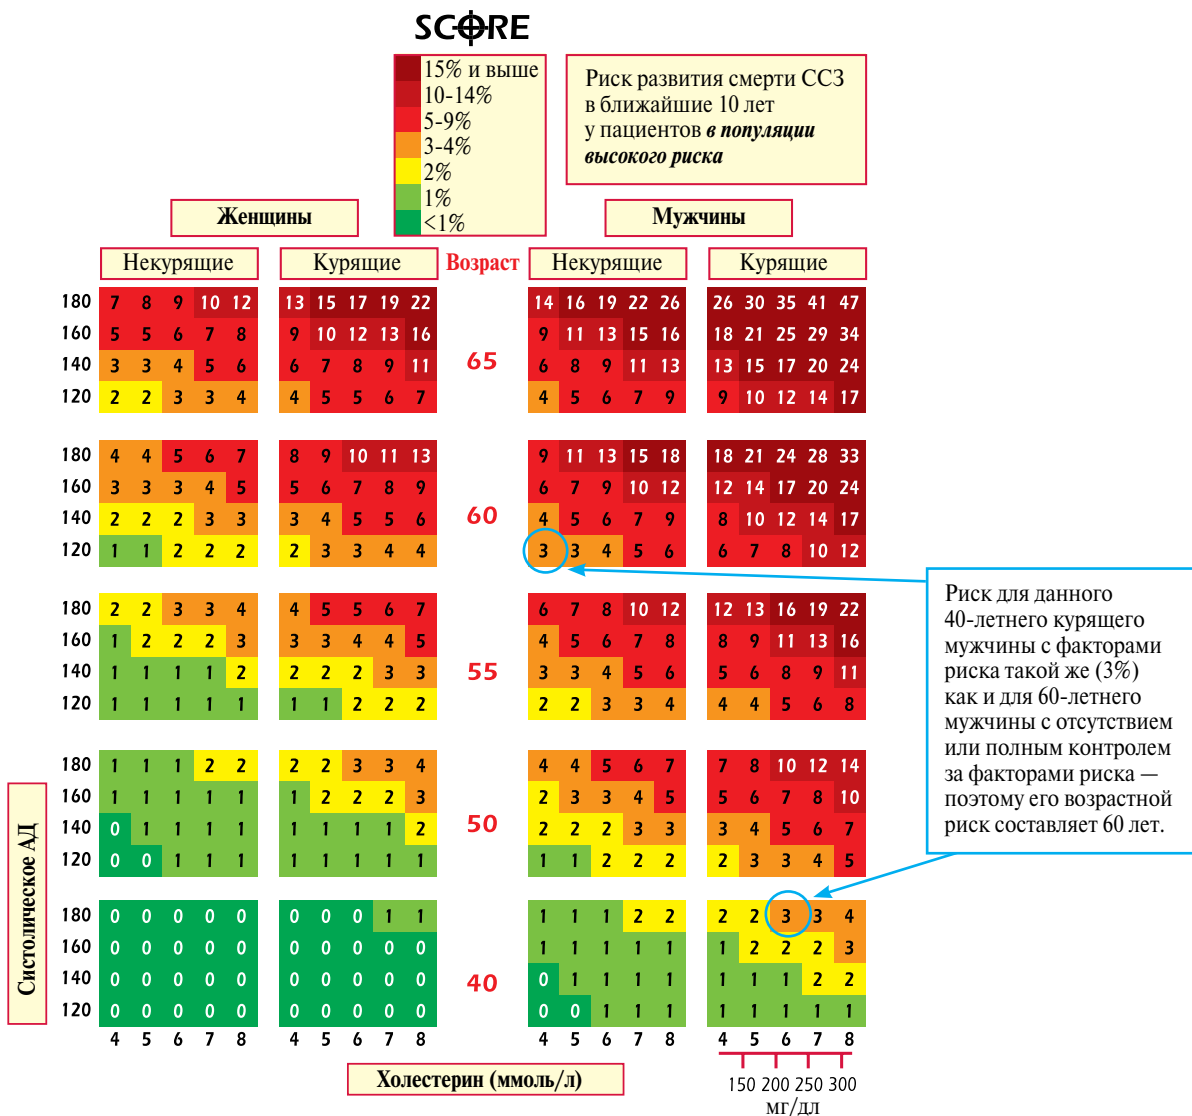 SCORE
15% и выше
10-14%
5-9%
3-4%
2%
1%
<1%
Риск развития смерти ССЗ
в ближайшие 10 лет
у пациентов в популяции
высокого риска
Женщины
Мужчины
Некурящие Курящие Возраст Некурящие Курящие
180 7 8 9 10 12 13 15 17 19 22 14 16 19 22 26 26 30 35 41 47
160 5 5 6 7 8 9 10 12 13 16 9 11 13 15 16 18 21 25 29 34
65
140 3 3 4 5 6 6 7 8 9 11 6 8 9 11 13 13 15 17 20 24
120 2 2 3 3 4 4 5 5 6 7 4 5 6 7 9 9 10 12 14 17
180 4 4 5 6 7 8 9 10 11 13 9 11 13 15 18 18 21 24 28 33
160 3 3 3 4 5 5 6 7 8 9 6 7 9 10 12 12 14 17 20 24
60
140 2 2 2 3 3 3 4 5 5 6 4 5 6 7 9 8 10 12 14 17
120 1 1 2 2 2 2 3 3 4 4 3 3 4 5 6 6 7 8 10 12
180 2 2 3 3 4 4 5 5 6 7 6 7 8 10 12 12 13 16 19 22
160 1 2 2 2 3 3 3 4 4 5 4 5 6 7 8 8 9 11 13 16
55
140 1 1 1 1 2 2 2 2 3 3 3 3 4 5 6 5 6 8 9 11
120 1 1 1 1 1 1 1 2 2 2 2 2 3 3 4 4 4 5 6 8
180 1 1 1 2 2 2 2 3 3 4 4 4 5 6 7 7 8 10 12 14
160 1 1 1 1 1 1 2 2 2 3 2 3 3 4 5 5 6 7 8 10
50
140 0 1 1 1 1 1 1 1 1 2 2 2 2 3 3 3 4 5 6 7
120 0 0 1 1 1 1 1 1 1 1 1 1 2 2 2 2 3 3 4 5
180 0 0 0 0 0 0 0 0 1 1 1 1 1 2 2 2 2 3 3 4
160 0 0 0 0 0 0 0 0 0 0 1 1 1 1 1 1 2 2 2 3
40
140 0 0 0 0 0 0 0 0 0 0 0 1 1 1 1 1 1 1 2 2
120 0 0 0 0 0 0 0 0 0 0 0 0 1 1 1 1 1 1 1 1
4 5 6 7 8 4 5 6 7 8 4 5 6 7 8
150 200 250 300
мг/дл
Систолическое АД
Холестерин (ммоль/л)
Риск для данного
40-летнего курящего
мужчины с факторами
риска такой же (3%)
как и для 60-летнего
мужчины с отсутствием
или полным контролем
за факторами риска —
поэтому его возрастной
риск составляет 60 лет.